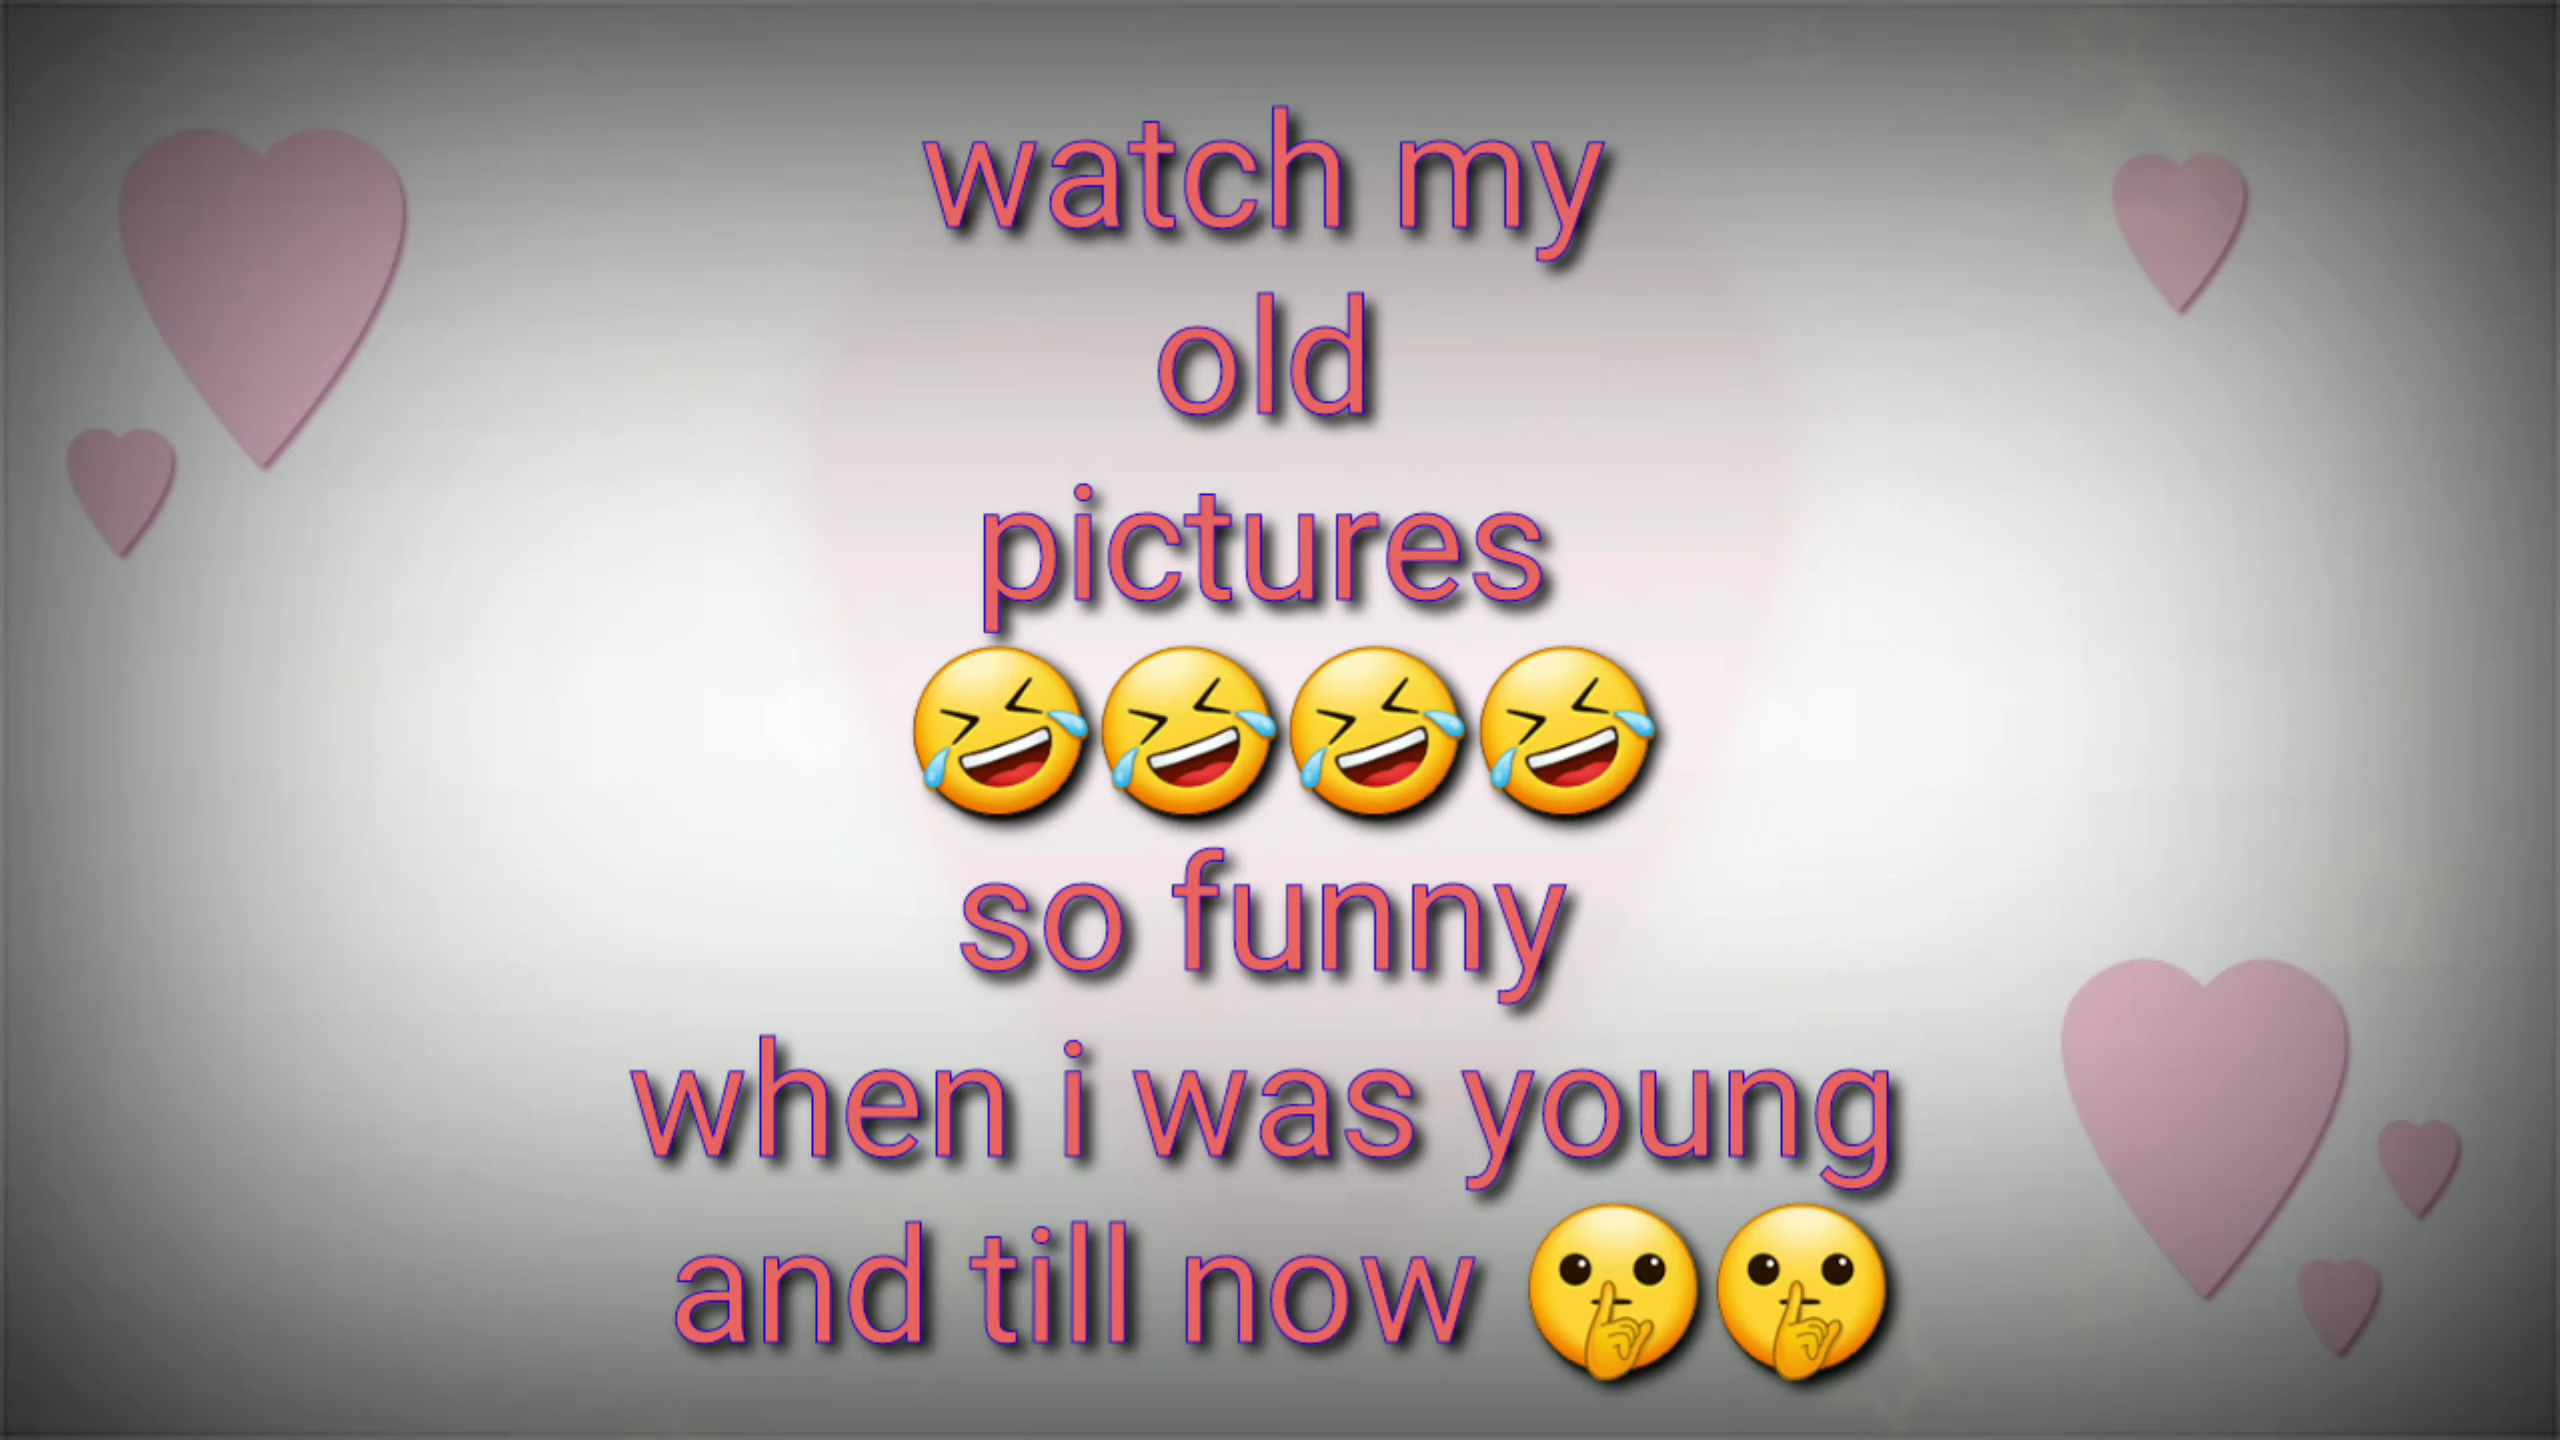 watch my
old
pictures
🤣🤣🤣🤣
so funny
when i was young
and till now 🤫🤫